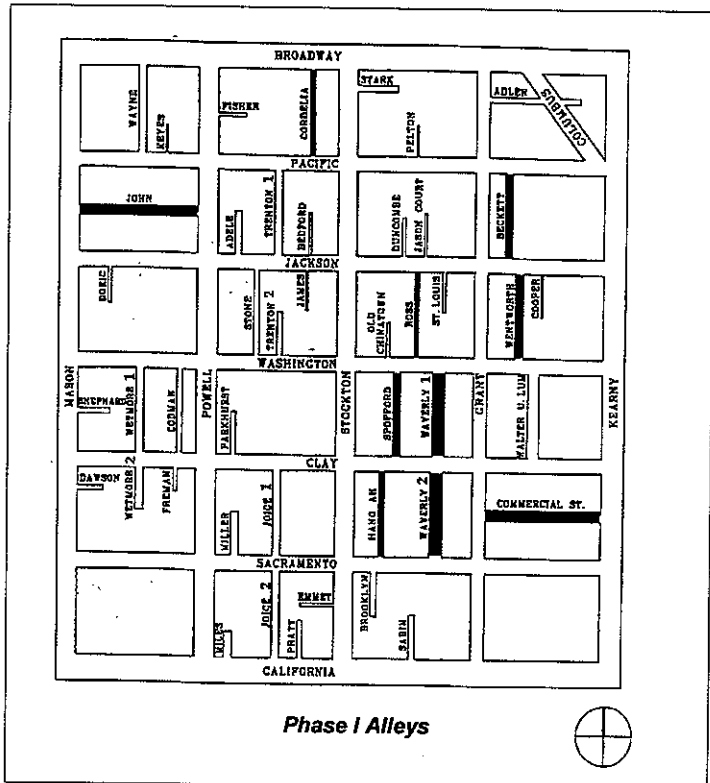 BROADWAY
WAYNE
KEYES
FISHER
CORDELIA
STARK
PELTON
ADLER
COLUMBUS
PACIFIC
JOHN
ADELE
TRENTON 1
BEDFORD
DUNCOMBE
JASON COURT
BECKETT
JACKSON
DORIC
STONE
TRENTON 2
JAMES
OLD
CHINATOWN
ROSS
ST. LOUIS
WENTWORTH
COOPER
WASHINGTON
MASON
SHEPHARD
WETMORE 1
CODMAN
POWELL
PARKHURST
STOCKTON
SPOFFORD
WAVERLY 1
GRANT
WALTER U. LUM
KEARNY
CLAY
DAWSON
WETMORE 2
FREMAN
MILLER
JOICE 1
HANG AH
WAVERLY 2
COMMERCIAL ST.
SACRAMENTO
MILES
JOICE 2
PRATT
EMMET
BROOKLYN
SABIN
CALIFORNIA
Phase I Alleys